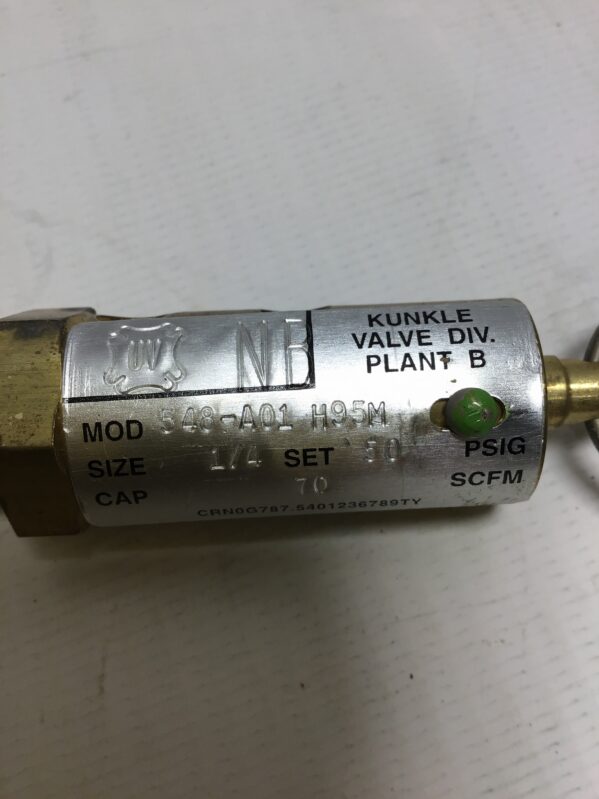 UV NB
KUNKLE
VALVE DIV.
PLANT B
MOD 548-A01 H95M
SIZE 1/4 SET 50 PSIG
CAP 70 SCFM
CRN0G787.5401236789TY